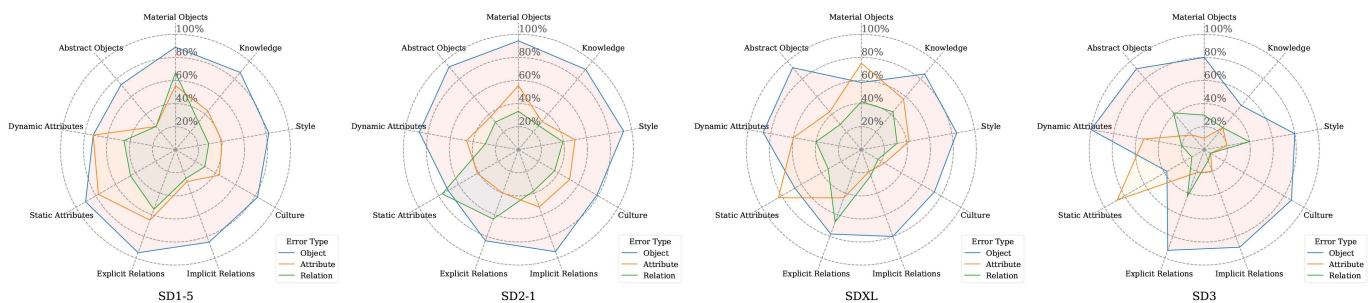 Material Objects
100%
Abstract Objects
Knowledge
80%
60%
40%
20%
Dynamic Attributes
Style
Static Attributes
Culture
Explicit Relations
Implicit Relations
Error Type
Object
Attribute
Relation
SD1-5
Material Objects
100%
Abstract Objects
Knowledge
80%
60%
40%
20%
Dynamic Attributes
Style
Static Attributes
Culture
Explicit Relations
Implicit Relations
Error Type
Object
Attribute
Relation
SD2-1
Material Objects
100%
Abstract Objects
Knowledge
80%
60%
40%
20%
Dynamic Attributes
Style
Static Attributes
Culture
Explicit Relations
Implicit Relations
Error Type
Object
Attribute
Relation
SDXL
Material Objects
100%
Abstract Objects
Knowledge
80%
60%
40%
20%
Dynamic Attributes
Style
Static Attributes
Culture
Explicit Relations
Implicit Relations
Error Type
Object
Attribute
Relation
SD3